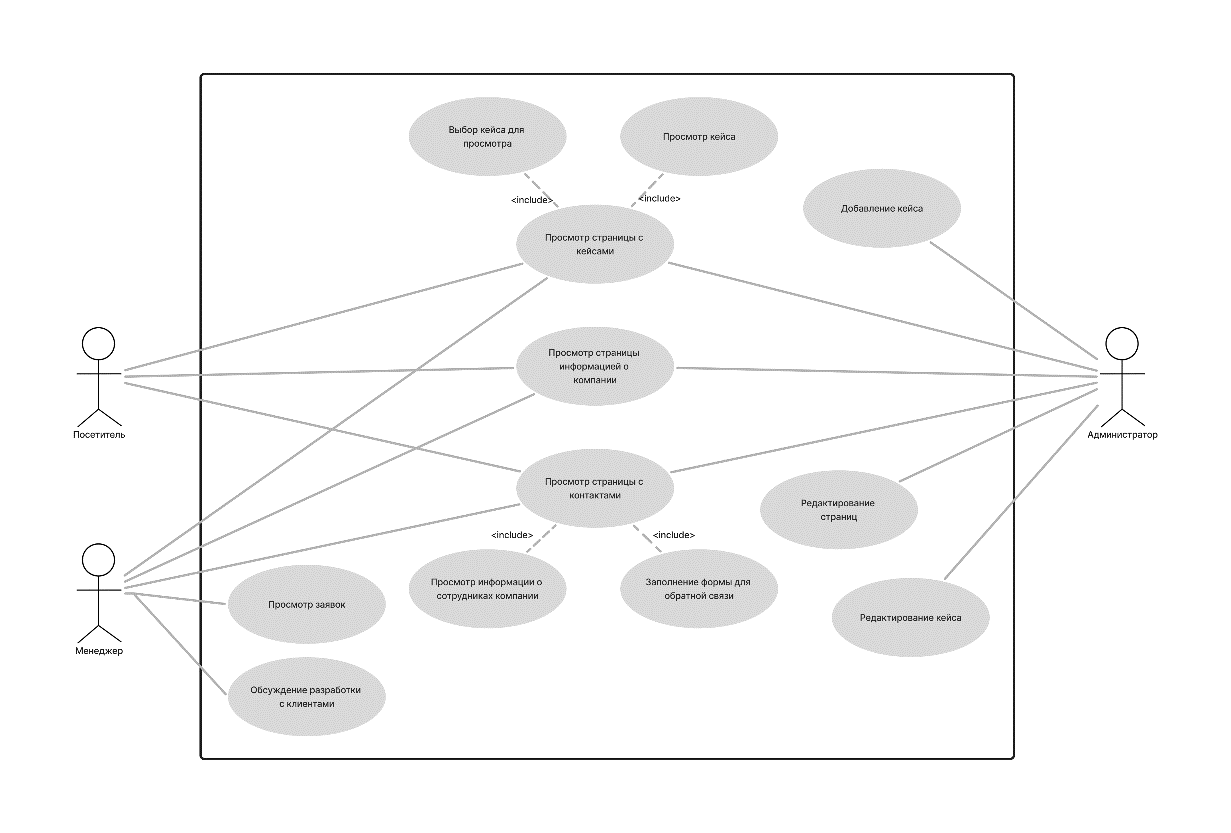 Выбор кейса для
просмотра
Просмотр кейса
<include>
<include>
Добавление кейса
Просмотр страницы с
кейсами
Просмотр страницы
информацией о
компании
Посетитель
Администратор
Просмотр страницы с
контактами
Редактирование
страниц
<include>
<include>
Просмотр информации о
сотрудниках компании
Заполнение формы для
обратной связи
Просмотр заявок
Редактирование кейса
Менеджер
Обсуждение разработки
с клиентами